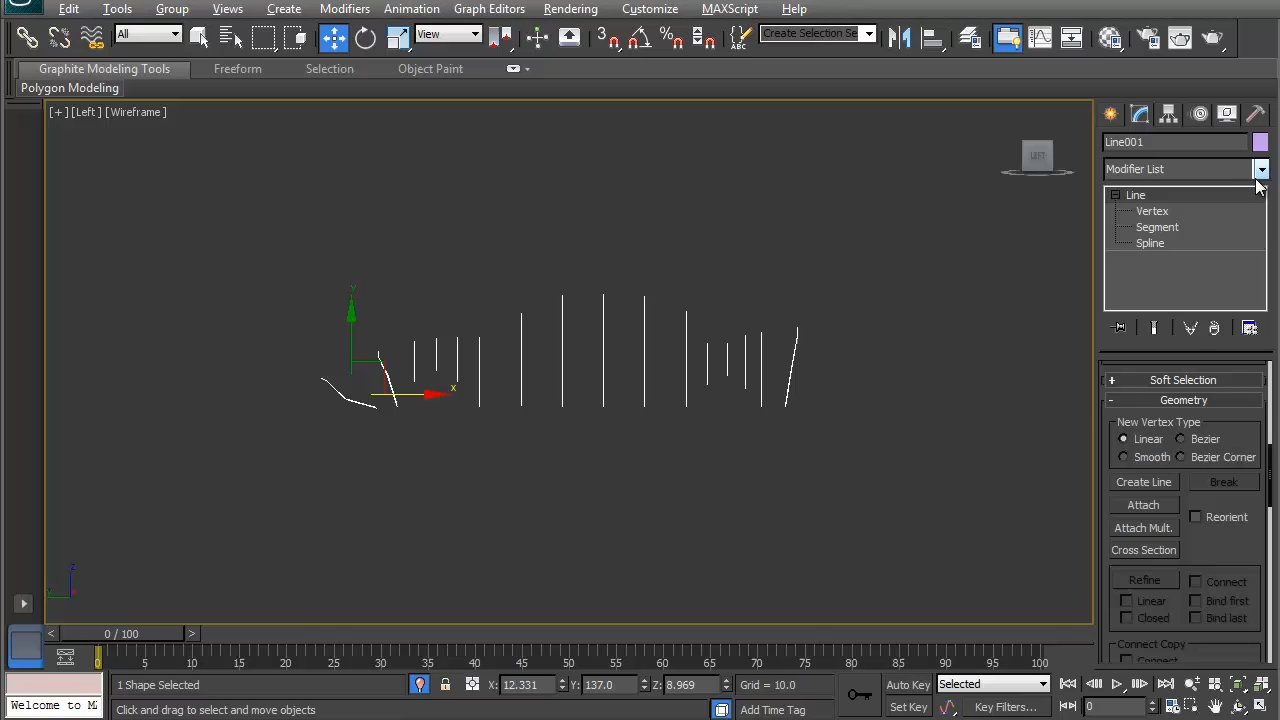 Edit Tools Group Views Create Modifiers Animation Graph Editors Rendering Customize MAXScript Help
All View 3 Create Selection Se
Graphite Modeling Tools Freeform Selection Object Paint
Polygon Modeling
[ + ] [ Left ] [ Wireframe ]
LEFT
Line001
Modifier List
Line
Vertex
Segment
Spline
y
x
+ Soft Selection
- Geometry
New Vertex Type
Linear Bezier
Smooth Bezier Corner
Create Line Break
Attach
Reorient
Attach Mult.
Cross Section
Refine Connect
Linear Bind first
Closed Bind last
Connect Copy
Connect
z
y
< 0 / 100 >
0 5 10 15 20 25 30 35 40 45 50 55 60 65 70 75 80 85 90 95 100
1 Shape Selected X: 12.331 Y: 137.0 Z: 8.969 Grid = 10.0 Auto Key Selected
Welcome to MA Click and drag to select and move objects Add Time Tag Set Key Key Filters... 0